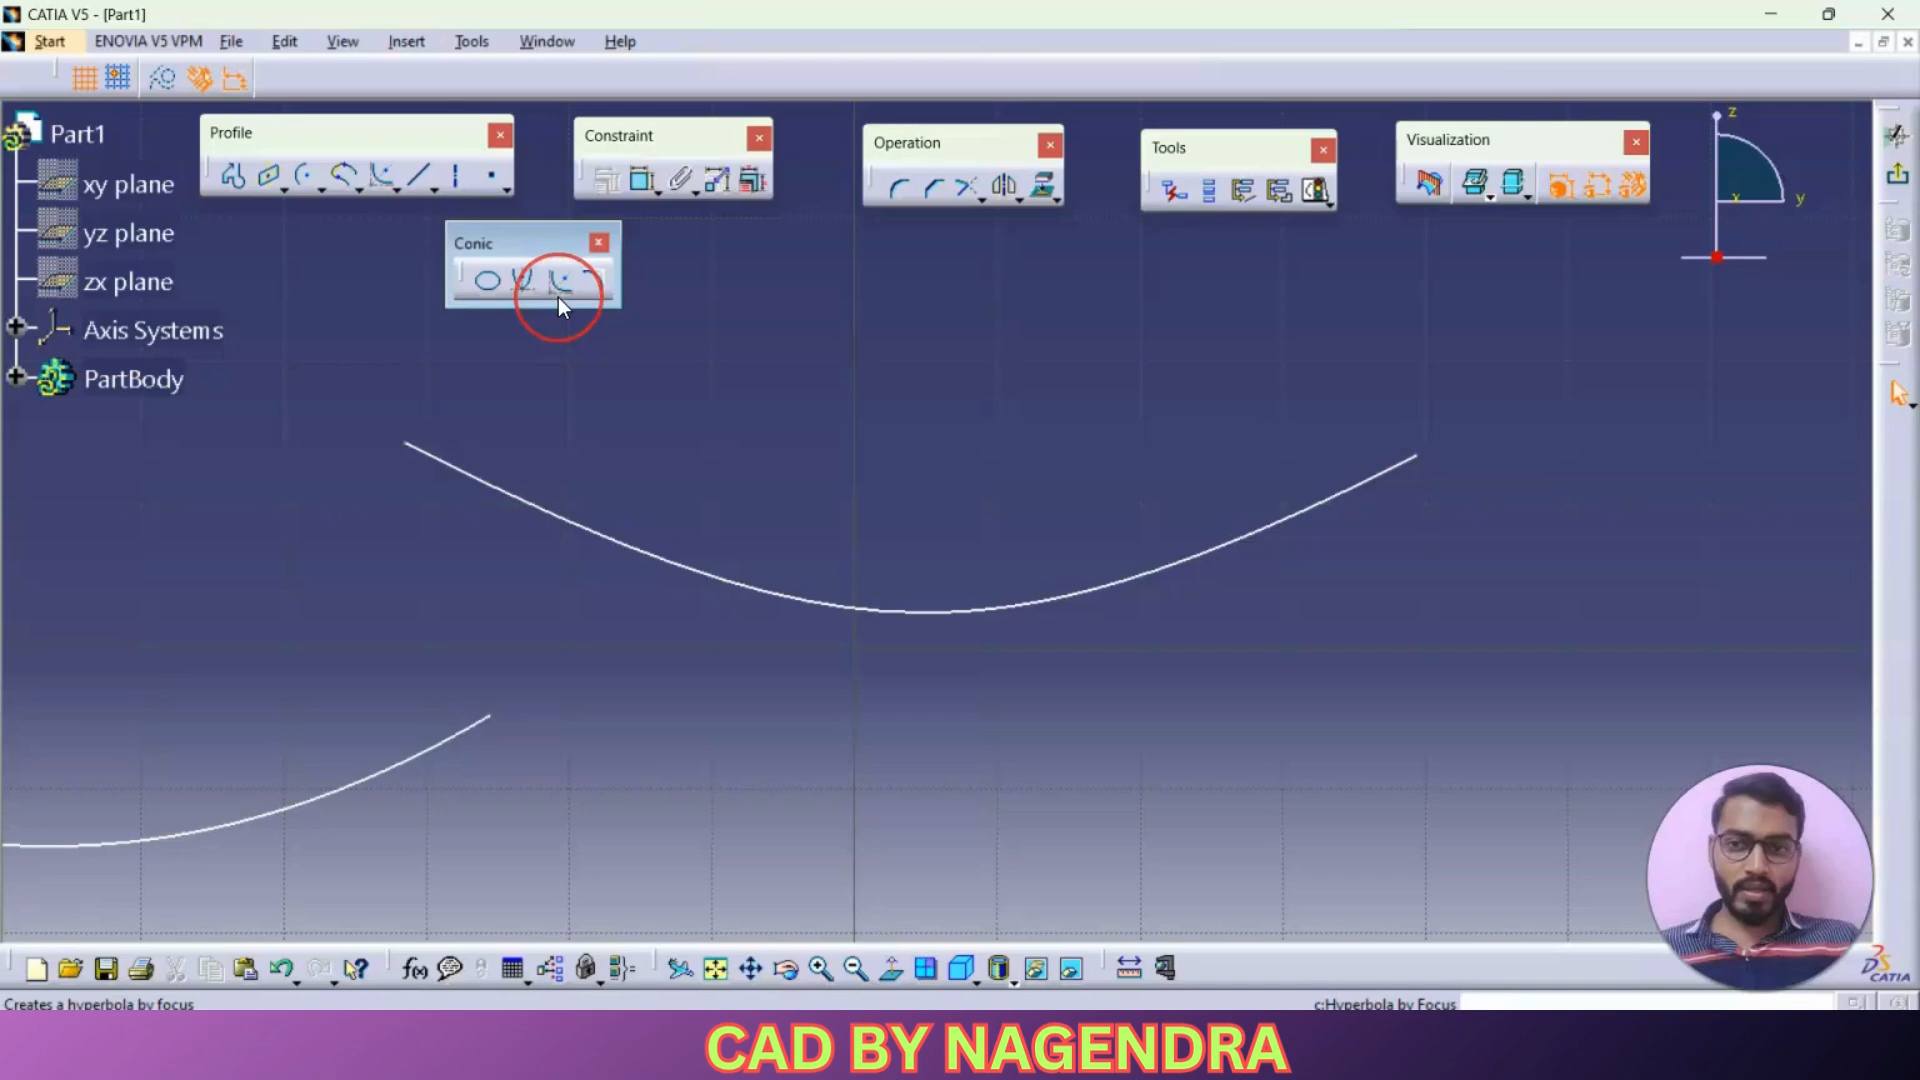 CATIA V5 - [Part1]
Start ENOVIA V5 VPM File Edit View Insert Tools Window Help
Part1
xy plane
yz plane
zx plane
Axis Systems
PartBody
Profile
Constraint
Operation
Tools
Visualization
Conic
z
x
y
f(x)
DS
CATIA
Creates a hyperbola by focus
c:Hyperbola by Focus
CAD BY NAGENDRA